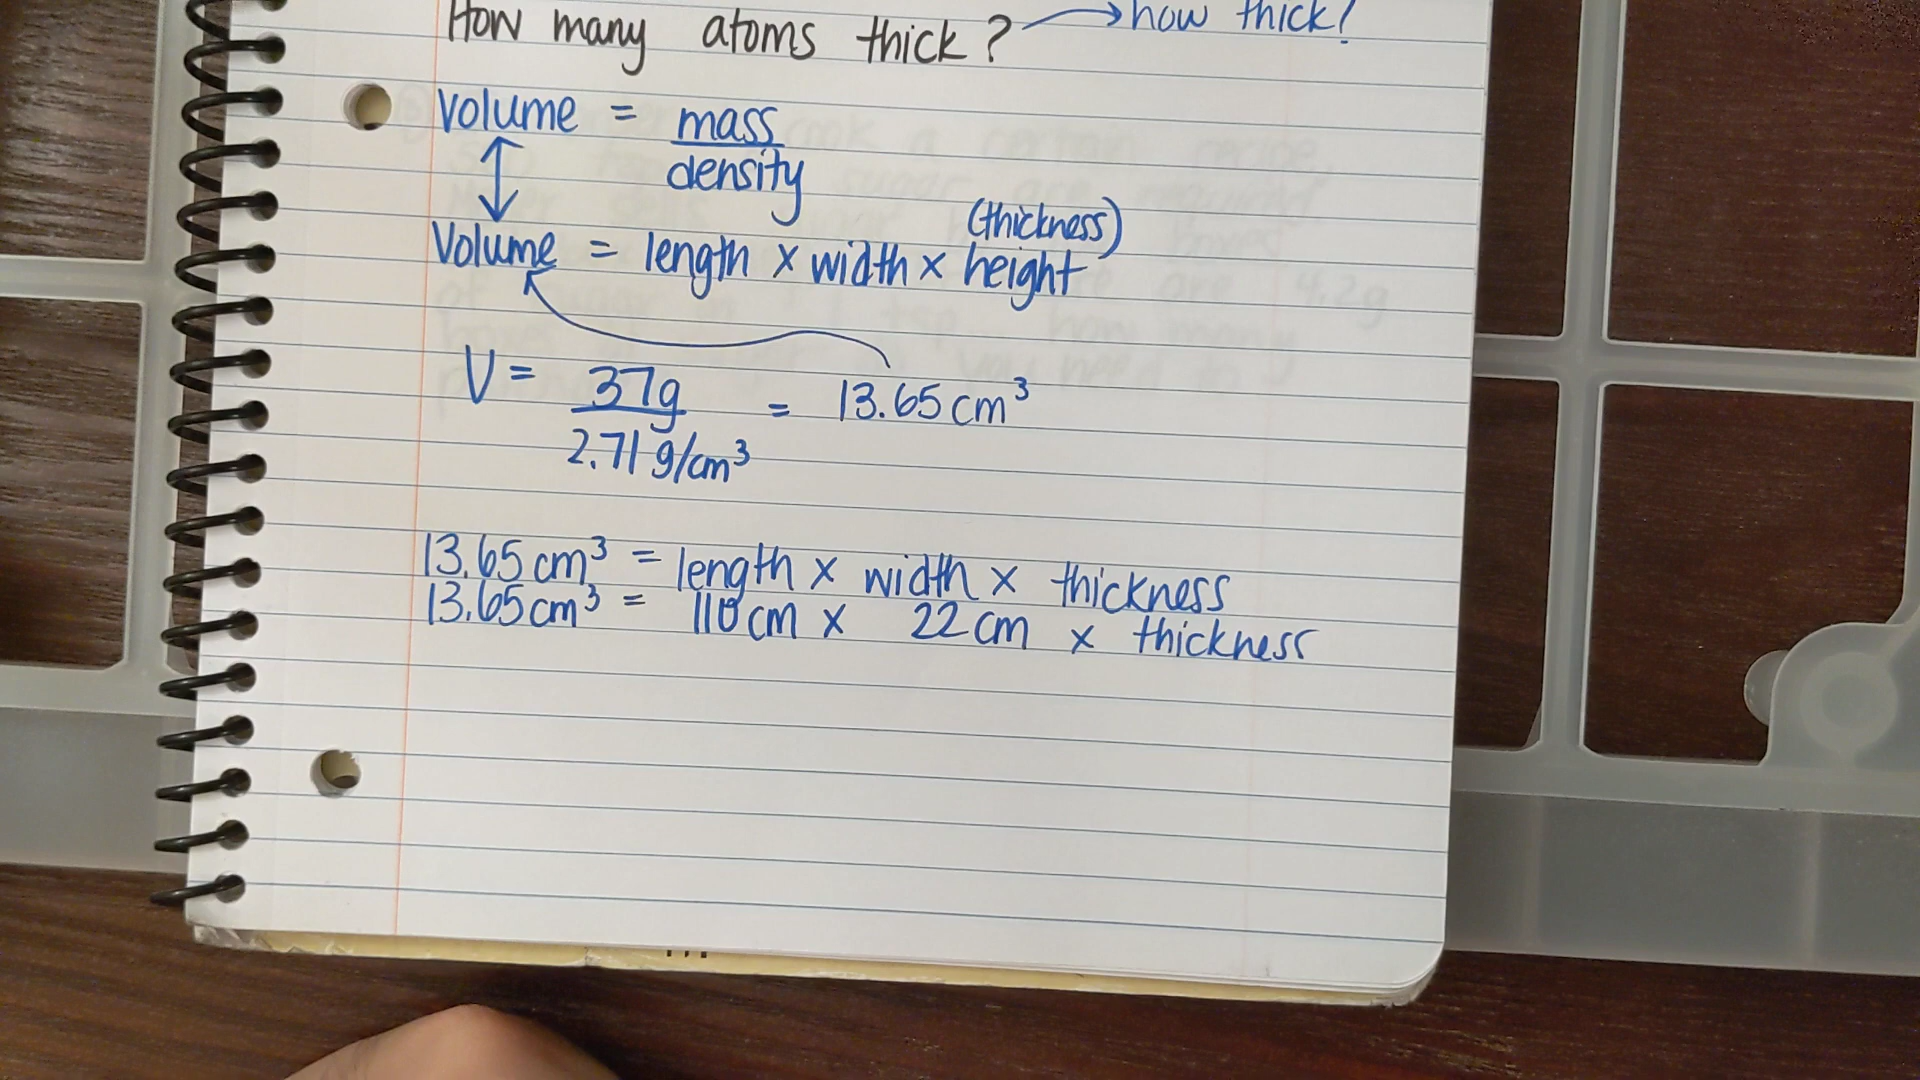 How many atoms thick? → how thick?
volume = mass
density
(thickness)
Volume = length x width x height
V = 37g = 13.65 cm³
2.71 g/cm³
13.65 cm³ = length x width x thickness
13.65 cm³ = 110 cm x 22 cm x thickness